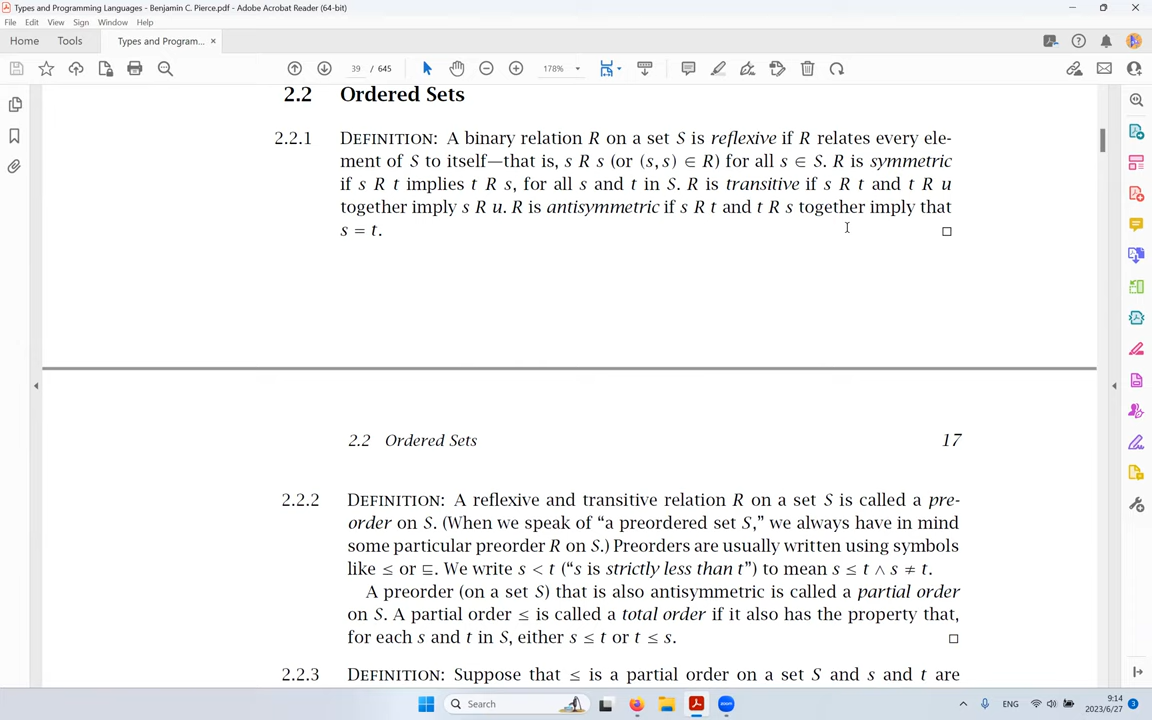 Types and Programming Languages - Benjamin C. Pierce.pdf - Adobe Acrobat Reader (64-bit)
File Edit View Sign Window Help
Home Tools Types and Program... ×
39 / 645 178%
2.2 Ordered Sets
2.2.1 DEFINITION: A binary relation R on a set S is reflexive if R relates every ele-
ment of S to itself—that is, s R s (or (s, s) ∈ R) for all s ∈ S. R is symmetric
if s R t implies t R s, for all s and t in S. R is transitive if s R t and t R u
together imply s R u. R is antisymmetric if s R t and t R s together imply that
s = t. □
2.2 Ordered Sets 17
2.2.2 DEFINITION: A reflexive and transitive relation R on a set S is called a pre-
order on S. (When we speak of “a preordered set S,” we always have in mind
some particular preorder R on S.) Preorders are usually written using symbols
like ≤ or ⊑. We write s < t (“s is strictly less than t”) to mean s ≤ t ∧ s ≠ t.
A preorder (on a set S) that is also antisymmetric is called a partial order
on S. A partial order ≤ is called a total order if it also has the property that,
for each s and t in S, either s ≤ t or t ≤ s. □
2.2.3 DEFINITION: Suppose that ≤ is a partial order on a set S and s and t are
Search
zoom
ENG
9:14
2023/6/27
3